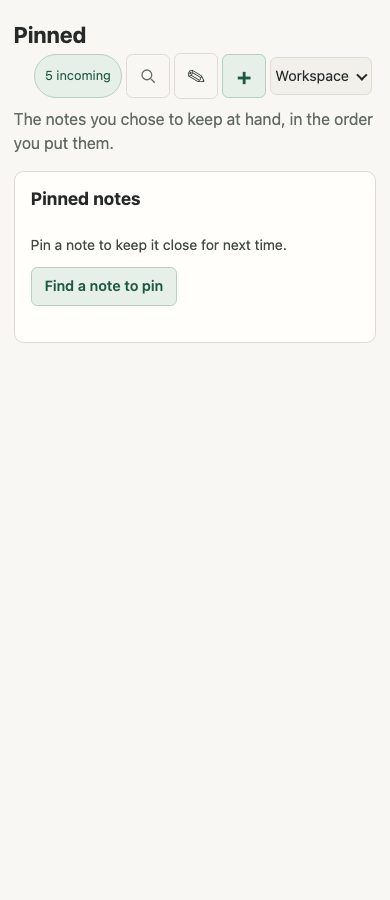 Pinned
5 incoming
+
Workspace
The notes you chose to keep at hand, in the order
you put them.
Pinned notes
Pin a note to keep it close for next time.
Find a note to pin